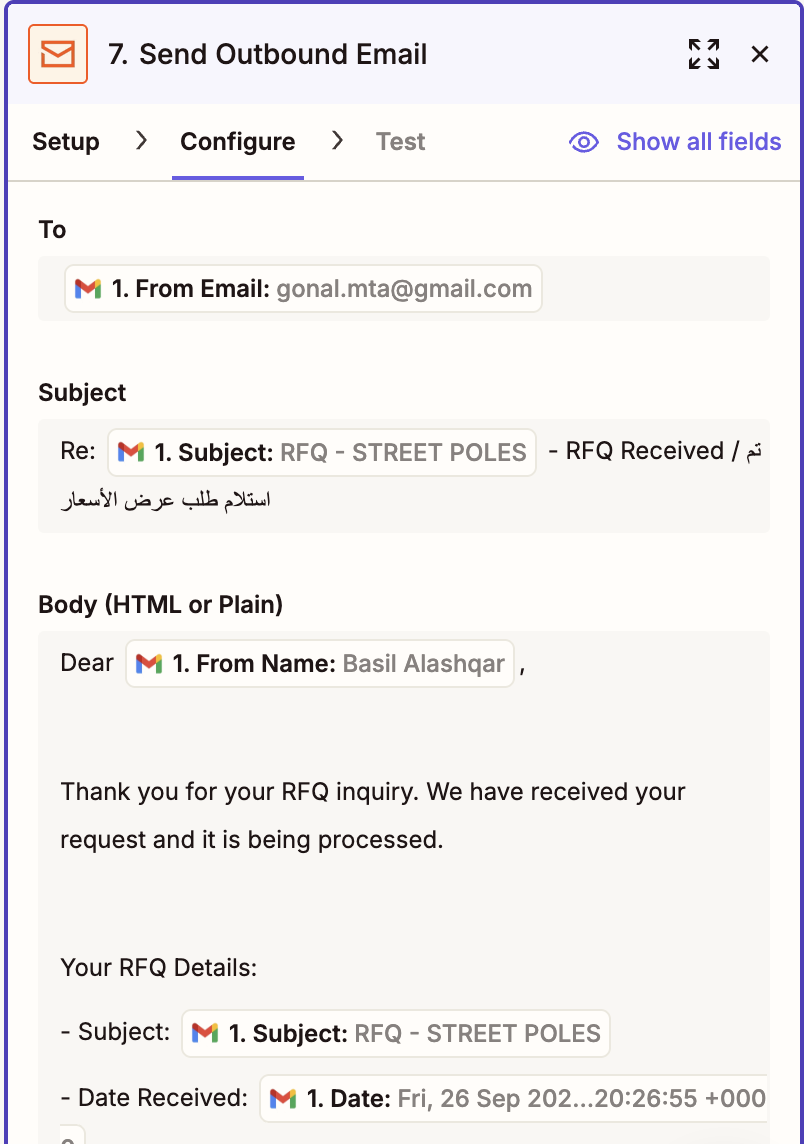 7. Send Outbound Email
Setup > Configure > Test Show all fields
To
1. From Email: gonal.mta@gmail.com
Subject
Re: 1. Subject: RFQ - STREET POLES - RFQ Received / تم
استلام طلب عرض الأسعار
Body (HTML or Plain)
Dear 1. From Name: Basil Alashqar ,
Thank you for your RFQ inquiry. We have received your
request and it is being processed.
Your RFQ Details:
- Subject: 1. Subject: RFQ - STREET POLES
- Date Received: 1. Date: Fri, 26 Sep 202...20:26:55 +000